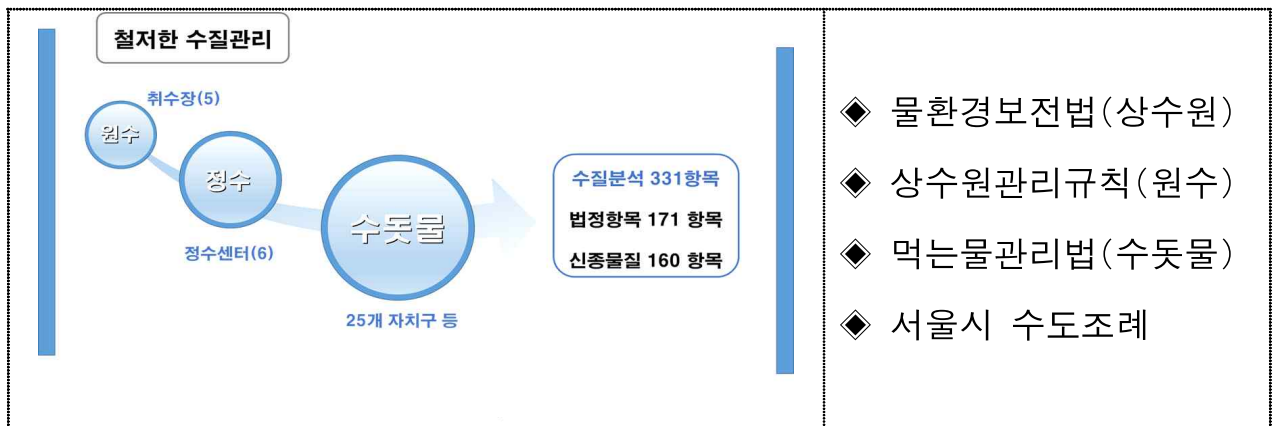 철저한 수질관리
취수장(5)
원수
정수
정수센터(6)
수돗물
25개 자치구 등
수질분석 331항목
법정항목 171 항목
신종물질 160 항목
◈ 물환경보전법(상수원)
◈ 상수원관리규칙(원수)
◈ 먹는물관리법(수돗물)
◈ 서울시 수도조례